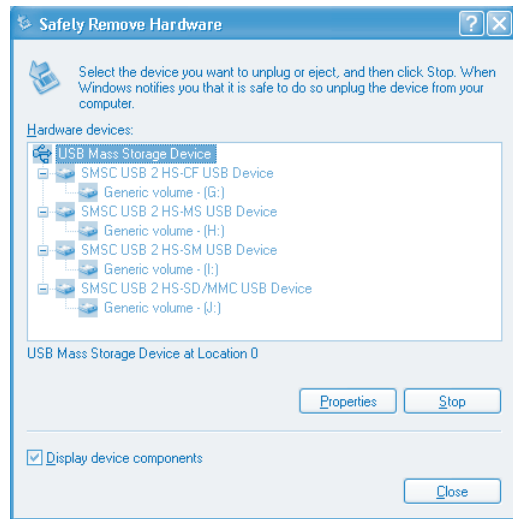 Safely Remove Hardware
Select the device you want to unplug or eject, and then click Stop. When
Windows notifies you that it is safe to do so unplug the device from your
computer.
Hardware devices:
USB Mass Storage Device
SMSC USB 2 HS-CF USB Device
Generic volume - (G:)
SMSC USB 2 HS-MS USB Device
Generic volume - (H:)
SMSC USB 2 HS-SM USB Device
Generic volume - (I:)
SMSC USB 2 HS-SD/MMC USB Device
Generic volume - (J:)
USB Mass Storage Device at Location 0
Properties Stop
Display device components
Close